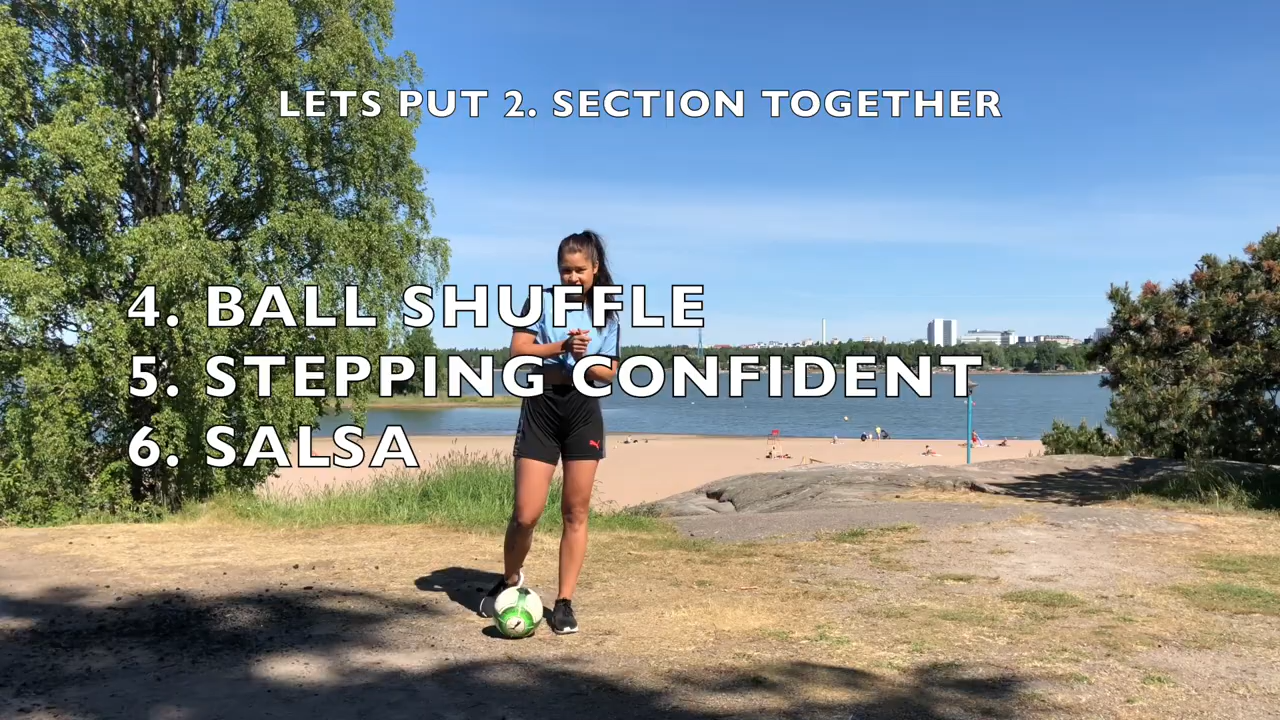 LETS PUT 2. SECTION TOGETHER
4. BALL SHUFFLE
5. STEPPING CONFIDENT
6. SALSA